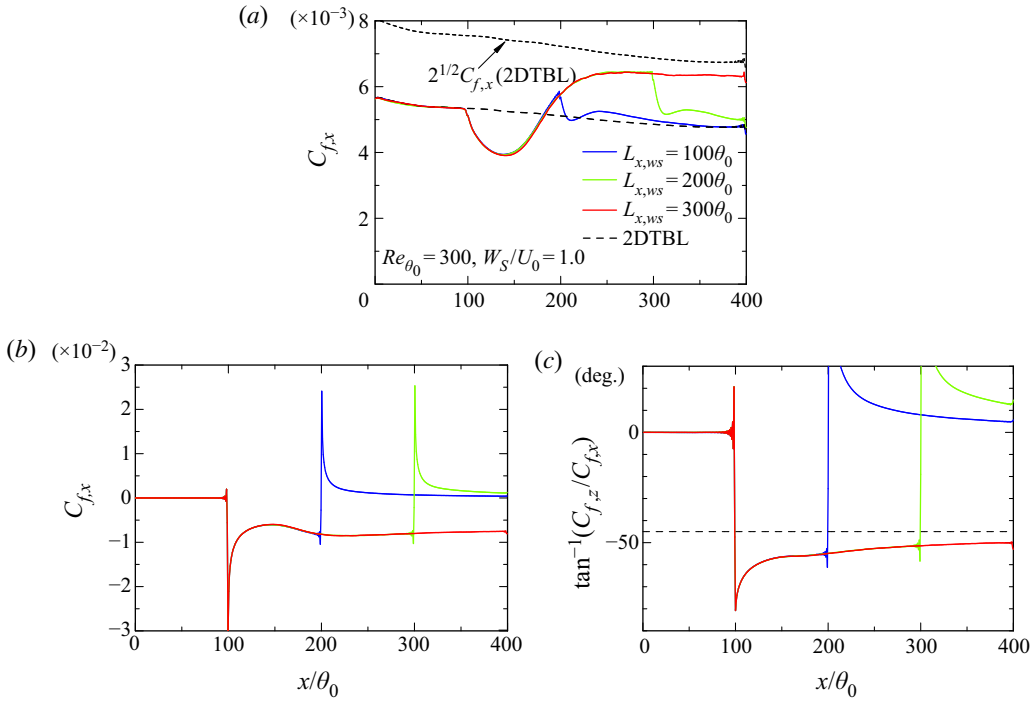 (a) (×10⁻³)
8
2^{1/2}C_{f,x}(2DTBL)
6
C_{f,x}
4
L_{x,ws}=100θ₀
L_{x,ws}=200θ₀
L_{x,ws}=300θ₀
2DTBL
2
Re_{θ₀}=300, W_S/U_0=1.0
0 100 200 300 400
(b) (×10⁻²)
3
2
1
0
−1
−2
−3
C_{f,x}
0 100 200 300 400
x/θ₀
(c) (deg.)
0
−50
tan⁻¹(C_{f,z}/C_{f,x})
0 100 200 300 400
x/θ₀